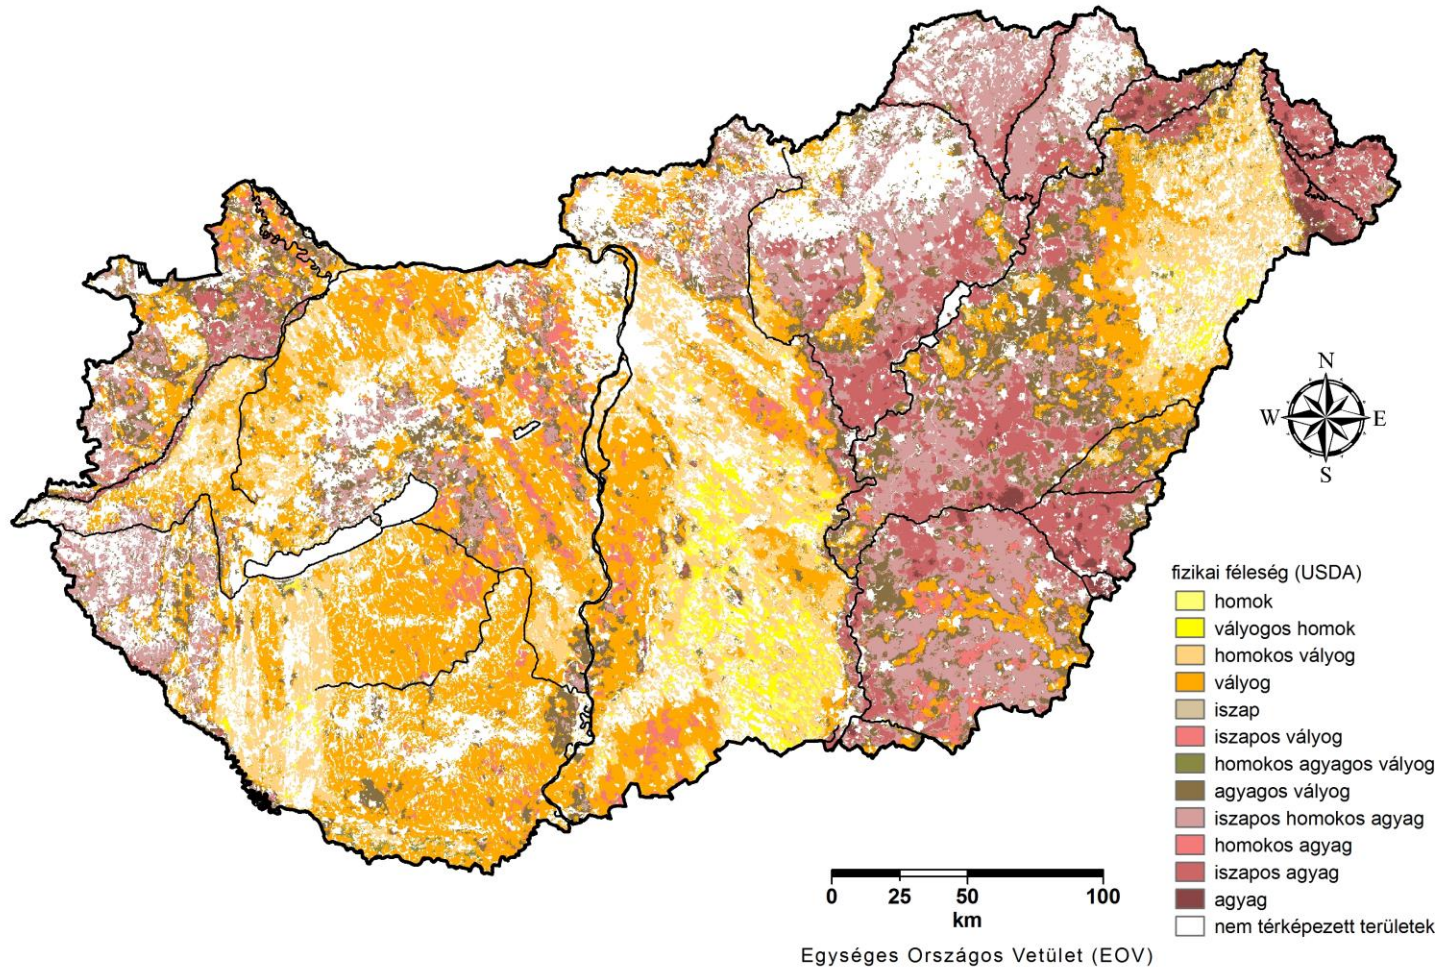 N
W E
S
fizikai féleség (USDA)
homok
vályogos homok
homokos vályog
vályog
iszap
iszapos vályog
homokos agyagos vályog
agyagos vályog
iszapos homokos agyag
homokos agyag
iszapos agyag
agyag
nem térképezett területek
0 25 50 100
km
Egységes Országos Vetület (EOV)